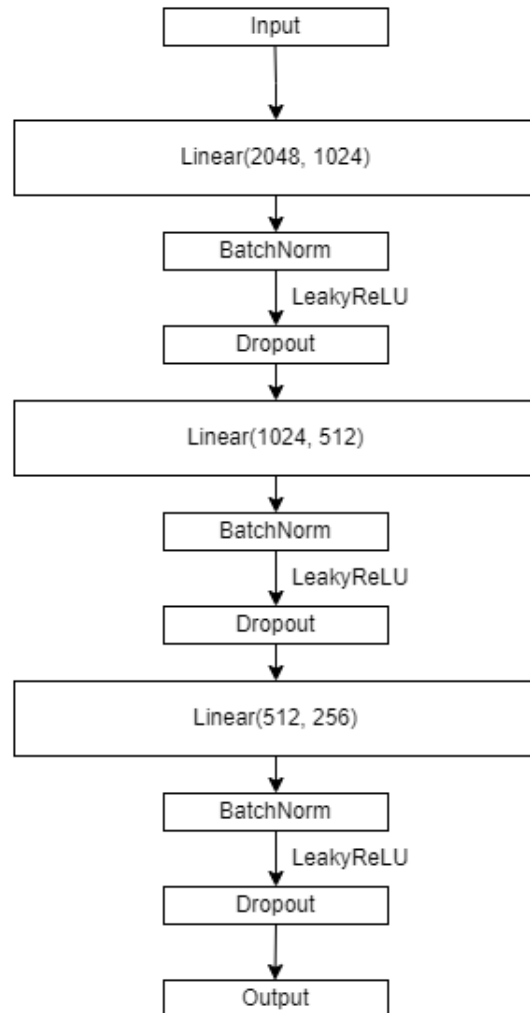 Input
Linear(2048, 1024)
BatchNorm
LeakyReLU
Dropout
Linear(1024, 512)
BatchNorm
LeakyReLU
Dropout
Linear(512, 256)
BatchNorm
LeakyReLU
Dropout
Output